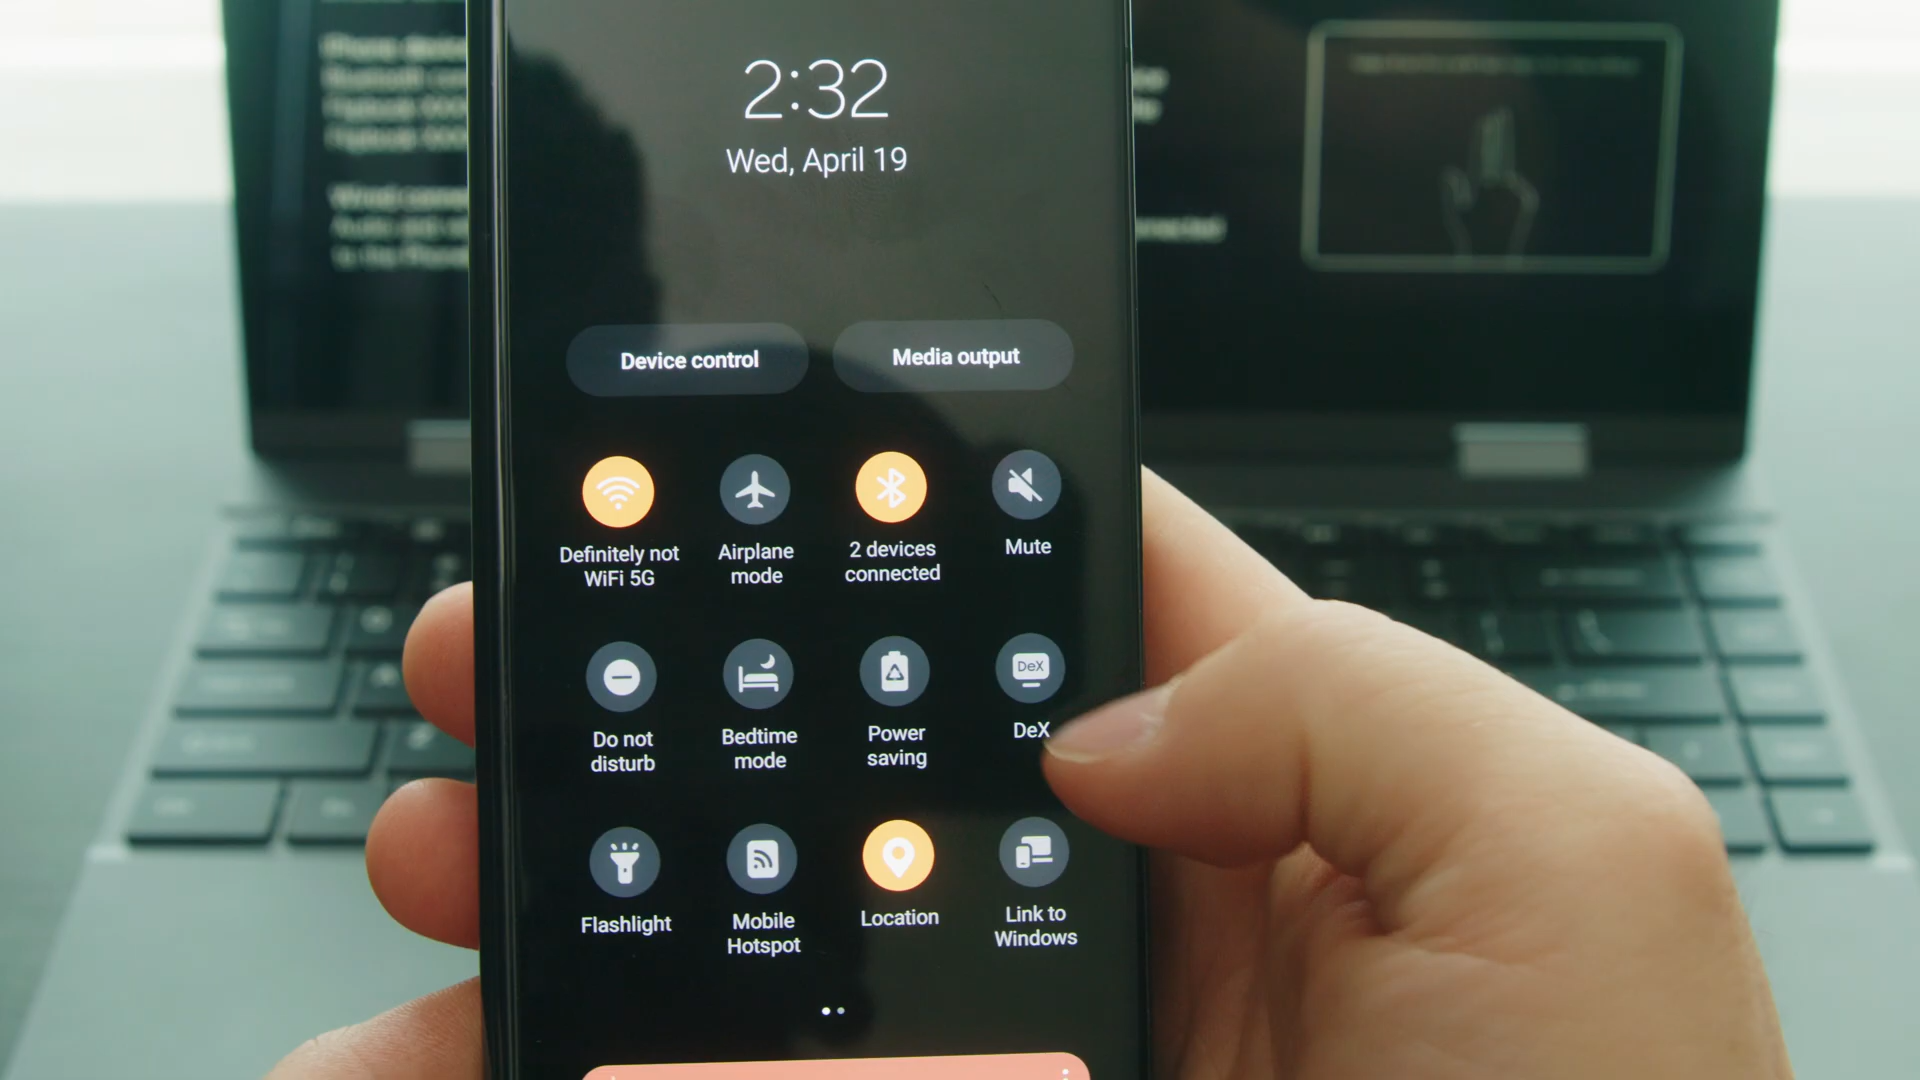 2:32
Wed, April 19
Device control
Media output
Definitely not
WiFi 5G
Airplane
mode
2 devices
connected
Mute
Do not
disturb
Bedtime
mode
Power
saving
DeX
DeX
Flashlight
Mobile
Hotspot
Location
Link to
Windows